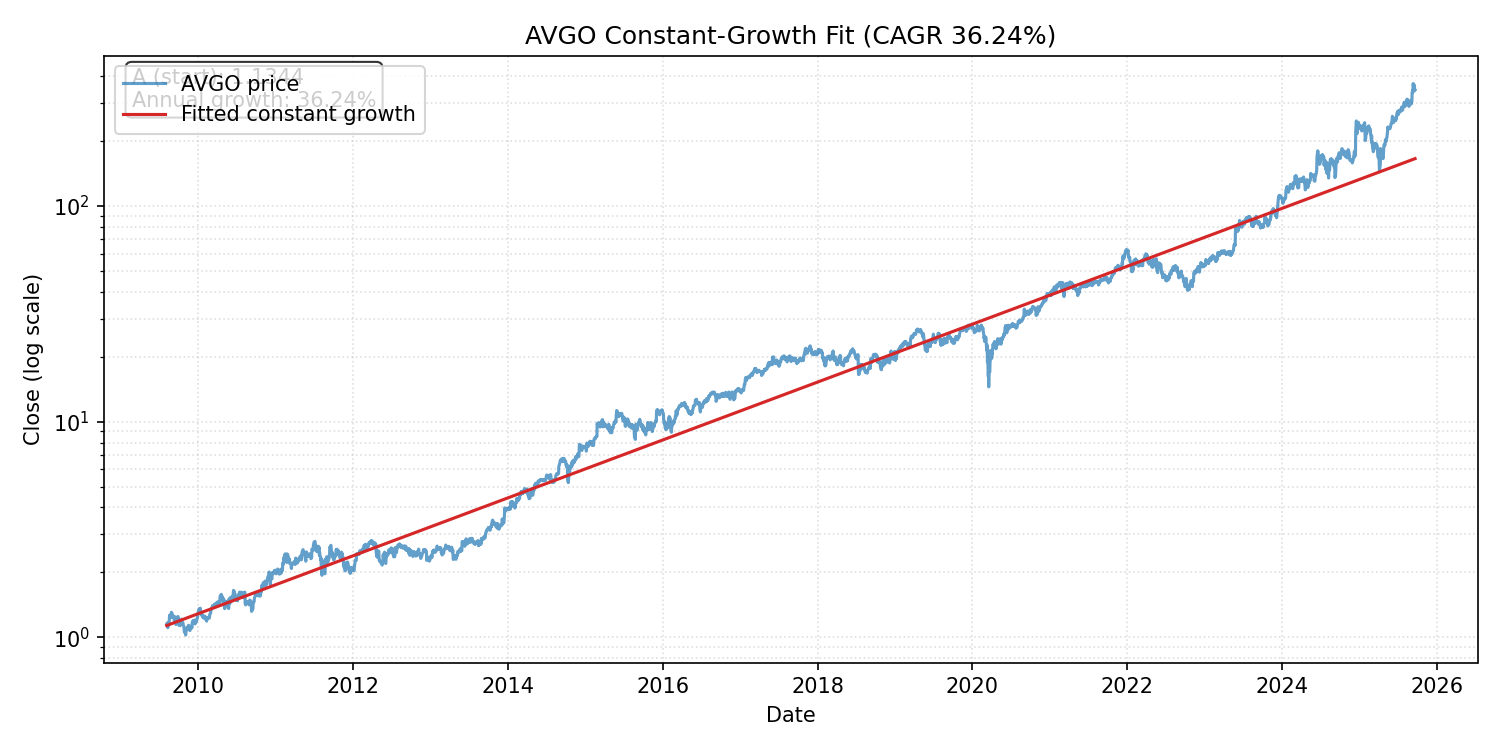 AVGO Constant-Growth Fit (CAGR 36.24%)
A (start): 1.1344
Annual growth: 36.24%
AVGO price
Fitted constant growth
Close (log scale)
10²
10¹
10⁰
2010 2012 2014 2016 2018 2020 2022 2024 2026
Date